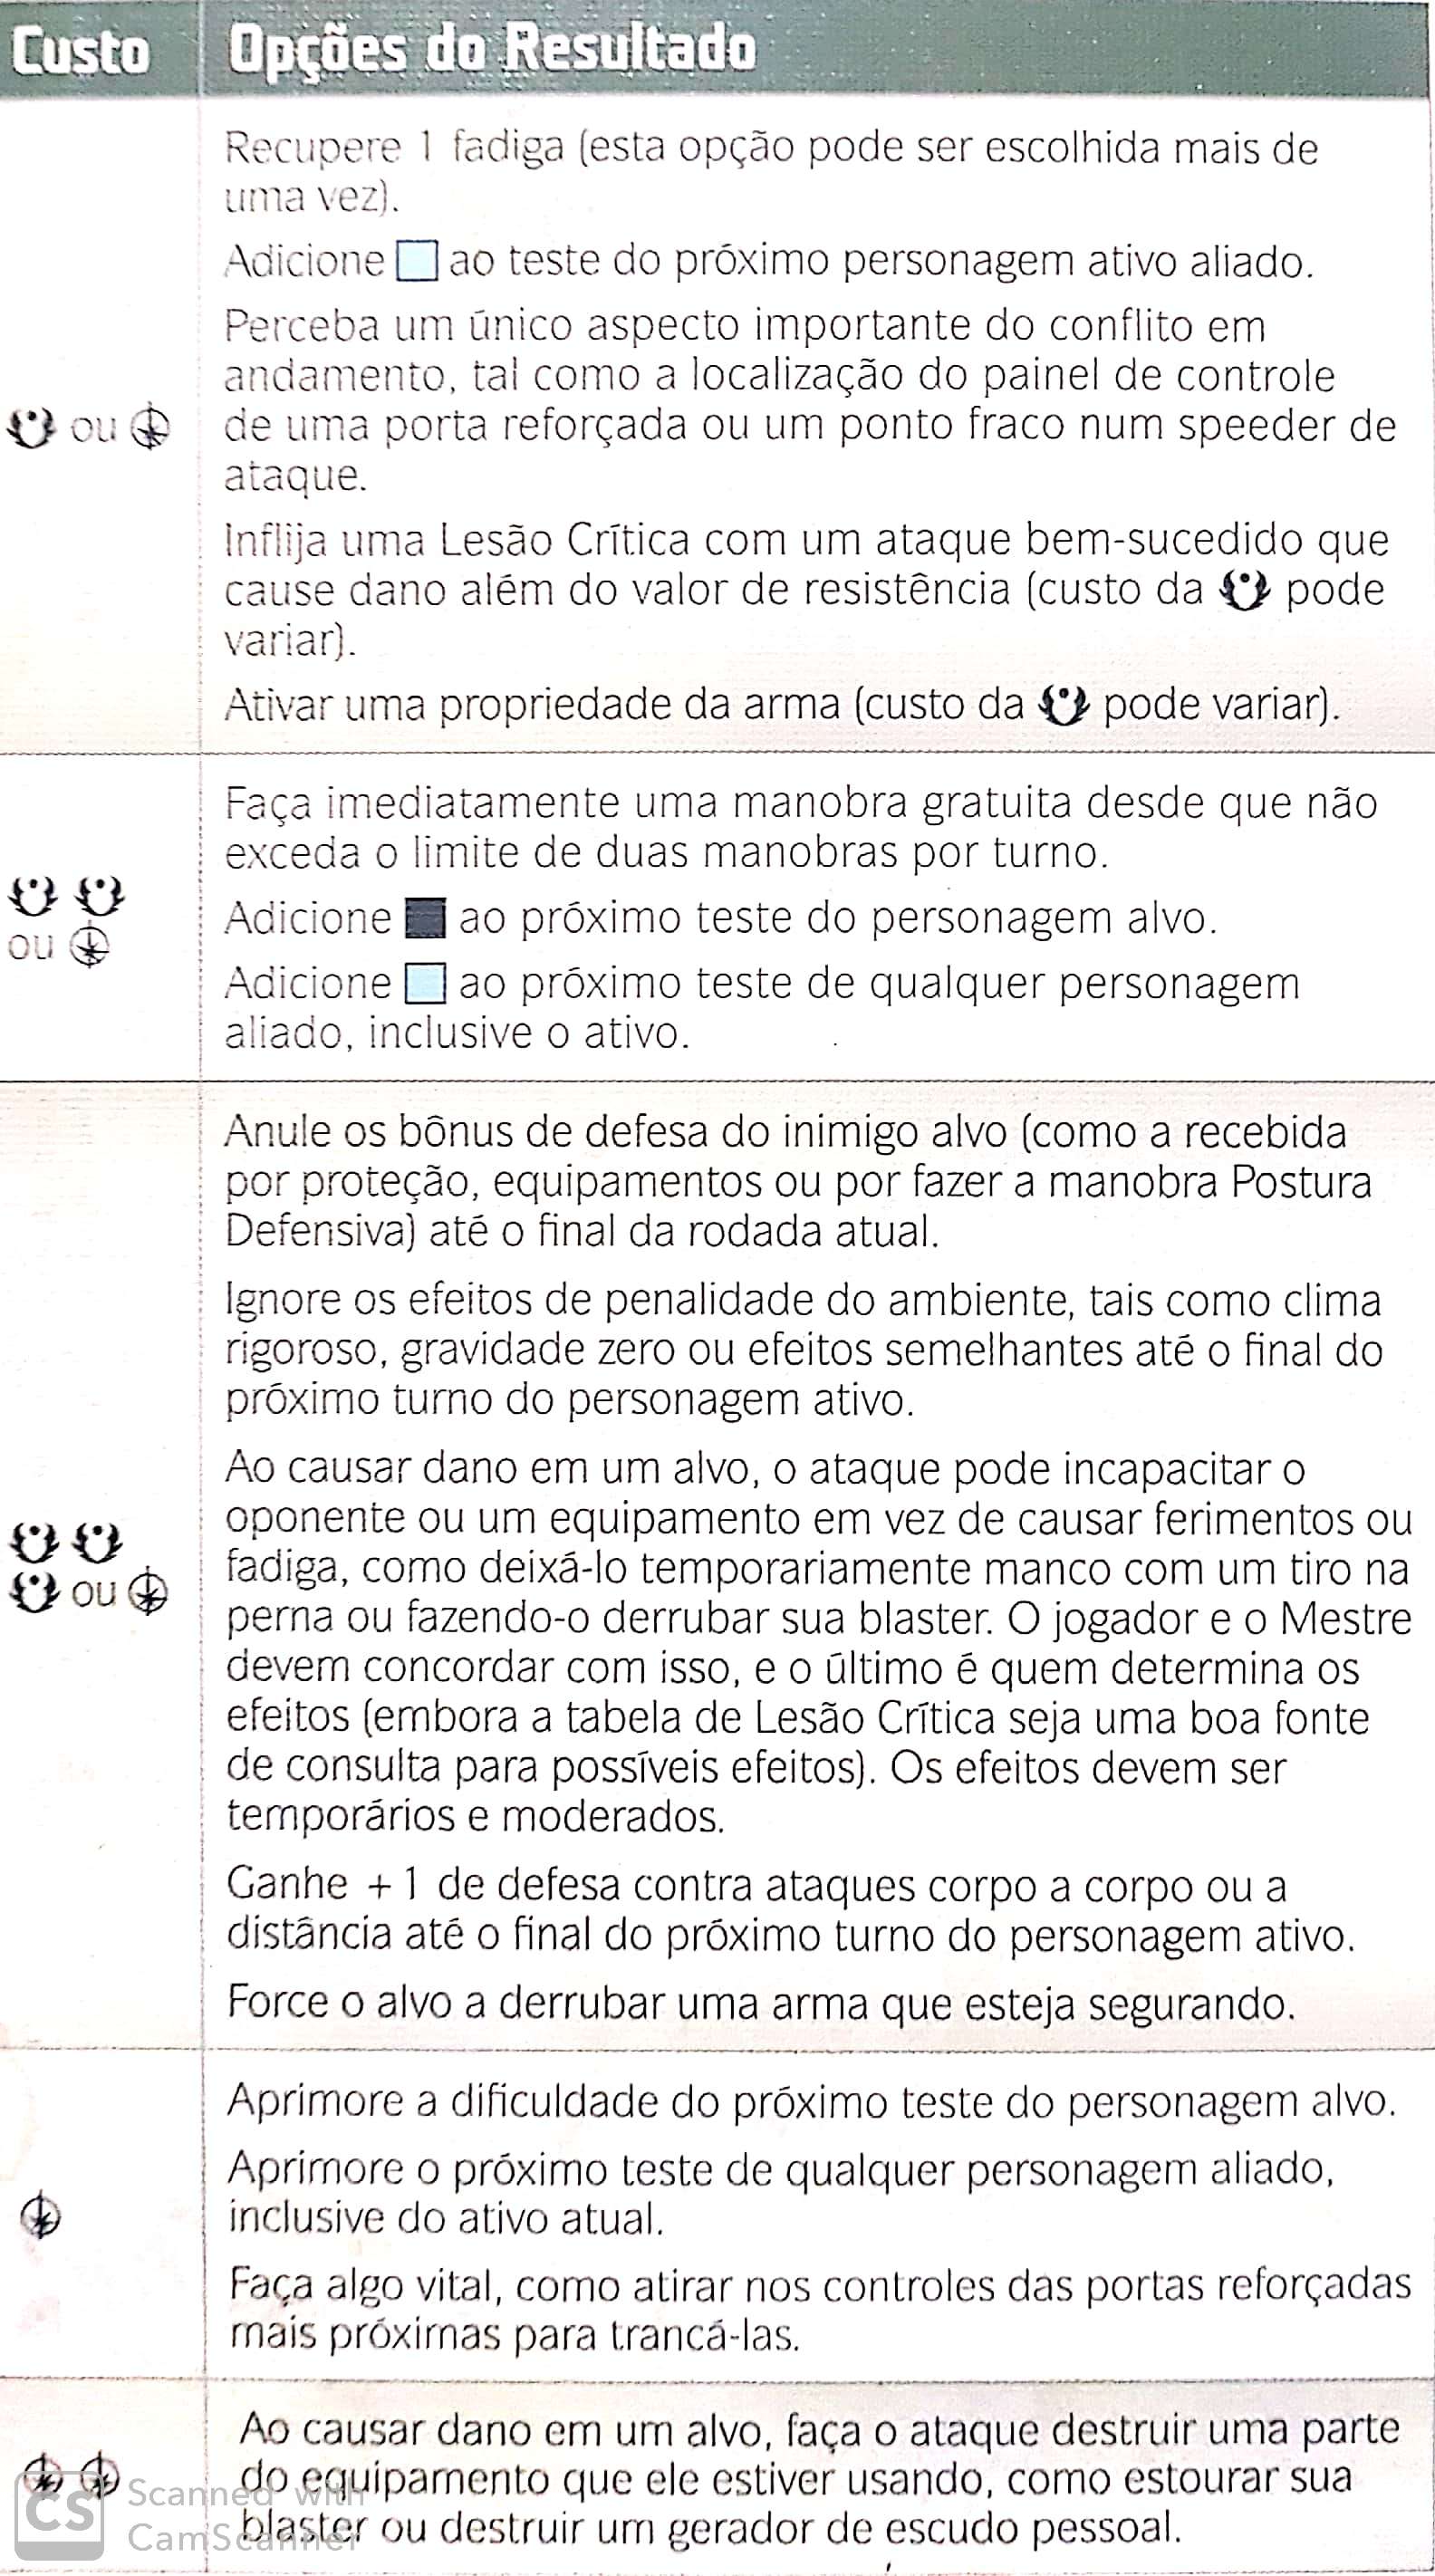 Custo Opções do Resultado
Recupere 1 fadiga (esta opção pode ser escolhida mais de
uma vez).
Adicione ao teste do próximo personagem ativo aliado.
Perceba um único aspecto importante do conflito em
andamento, tal como a localização do painel de controle
ou
de uma porta reforçada ou um ponto fraco num speeder de
ataque.
Inflija uma Lesão Crítica com um ataque bem-sucedido que
cause dano além do valor de resistência (custo da pode
variar).
Ativar uma propriedade da arma (custo da pode variar).
Faça imediatamente uma manobra gratuita desde que não
exceda o limite de duas manobras por turno.
ou
Adicione ao próximo teste do personagem alvo.
Adicione ao próximo teste de qualquer personagem
aliado, inclusive o ativo.
Anule os bônus de defesa do inimigo alvo (como a recebida
por proteção, equipamentos ou por fazer a manobra Postura
Defensiva) até o final da rodada atual.
Ignore os efeitos de penalidade do ambiente, tais como clima
rigoroso, gravidade zero ou efeitos semelhantes até o final do
próximo turno do personagem ativo.
Ao causar dano em um alvo, o ataque pode incapacitar o
oponente ou um equipamento em vez de causar ferimentos ou
fadiga, como deixá-lo temporariamente manco com um tiro na
ou
perna ou fazendo-o derrubar sua blaster. O jogador e o Mestre
devem concordar com isso, e o último é quem determina os
efeitos (embora a tabela de Lesão Crítica seja uma boa fonte
de consulta para possíveis efeitos). Os efeitos devem ser
temporários e moderados.
Ganhe +1 de defesa contra ataques corpo a corpo ou a
distância até o final do próximo turno do personagem ativo.
Force o alvo a derrubar uma arma que esteja segurando.
Aprimore a dificuldade do próximo teste do personagem alvo.
Aprimore o próximo teste de qualquer personagem aliado,
inclusive do ativo atual.
Faça algo vital, como atirar nos controles das portas reforçadas
mais próximas para trancá-las.
Ao causar dano em um alvo, faça o ataque destruir uma parte
do equipamento que ele estiver usando, como estourar sua
blaster ou destruir um gerador de escudo pessoal.
CS Scanned with
CamScanner